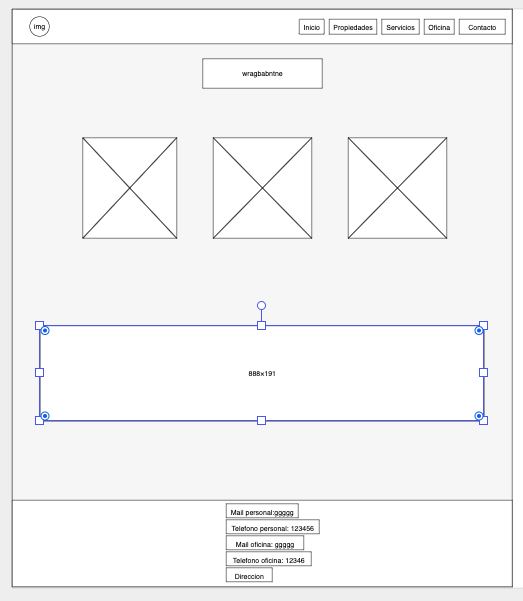 img
Inicio
Propiedades
Servicios
Oficina
Contacto
wragbabntne
888x191
Mail personal:ggggg
Telefono personal: 123456
Mail oficina: ggggg
Telefono oficina: 12346
Direccion